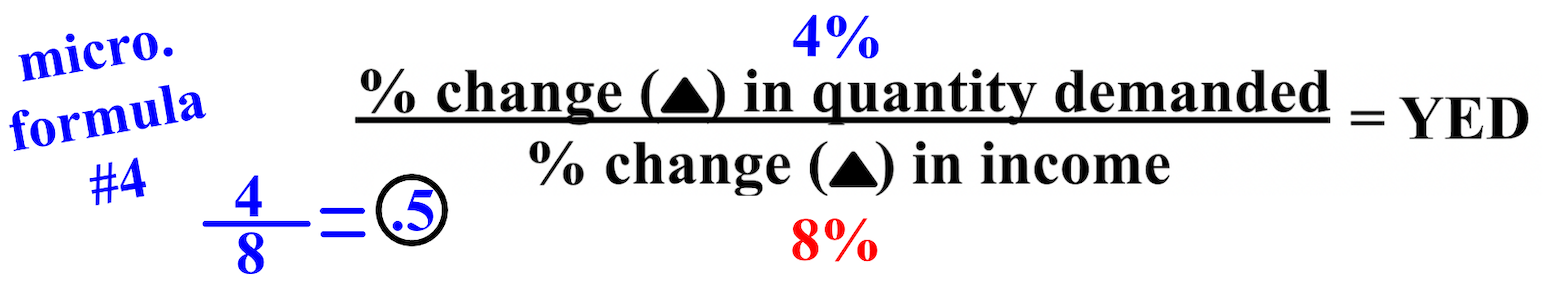 micro.
formula
#4
4%
% change (▲) in quantity demanded
% change (▲) in income
= YED
8%
4
8
= .5